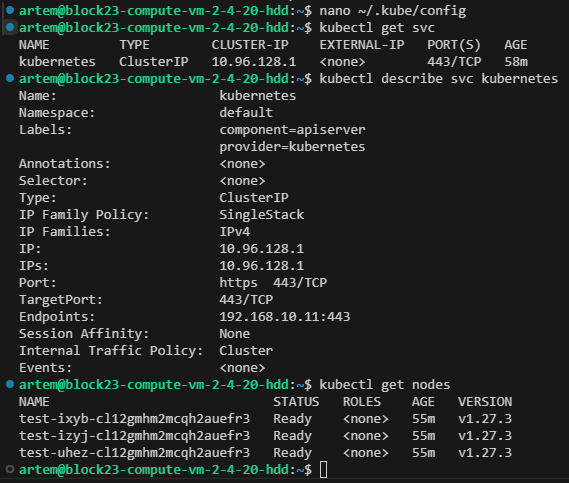 artem@block23-compute-vm-2-4-20-hdd:~$ nano ~/.kube/config
artem@block23-compute-vm-2-4-20-hdd:~$ kubectl get svc
NAME         TYPE        CLUSTER-IP    EXTERNAL-IP   PORT(S)   AGE
kubernetes   ClusterIP   10.96.128.1   <none>        443/TCP   58m
artem@block23-compute-vm-2-4-20-hdd:~$ kubectl describe svc kubernetes
Name:                     kubernetes
Namespace:                default
Labels:                   component=apiserver
                          provider=kubernetes
Annotations:              <none>
Selector:                 <none>
Type:                     ClusterIP
IP Family Policy:         SingleStack
IP Families:              IPv4
IP:                       10.96.128.1
IPs:                      10.96.128.1
Port:                     https  443/TCP
TargetPort:               443/TCP
Endpoints:                192.168.10.11:443
Session Affinity:         None
Internal Traffic Policy:  Cluster
Events:                   <none>
artem@block23-compute-vm-2-4-20-hdd:~$ kubectl get nodes
NAME                             STATUS   ROLES    AGE   VERSION
test-ixyb-cl12gmhm2mcqh2auefr3   Ready    <none>   55m   v1.27.3
test-izyj-cl12gmhm2mcqh2auefr3   Ready    <none>   55m   v1.27.3
test-uhez-cl12gmhm2mcqh2auefr3   Ready    <none>   55m   v1.27.3
artem@block23-compute-vm-2-4-20-hdd:~$